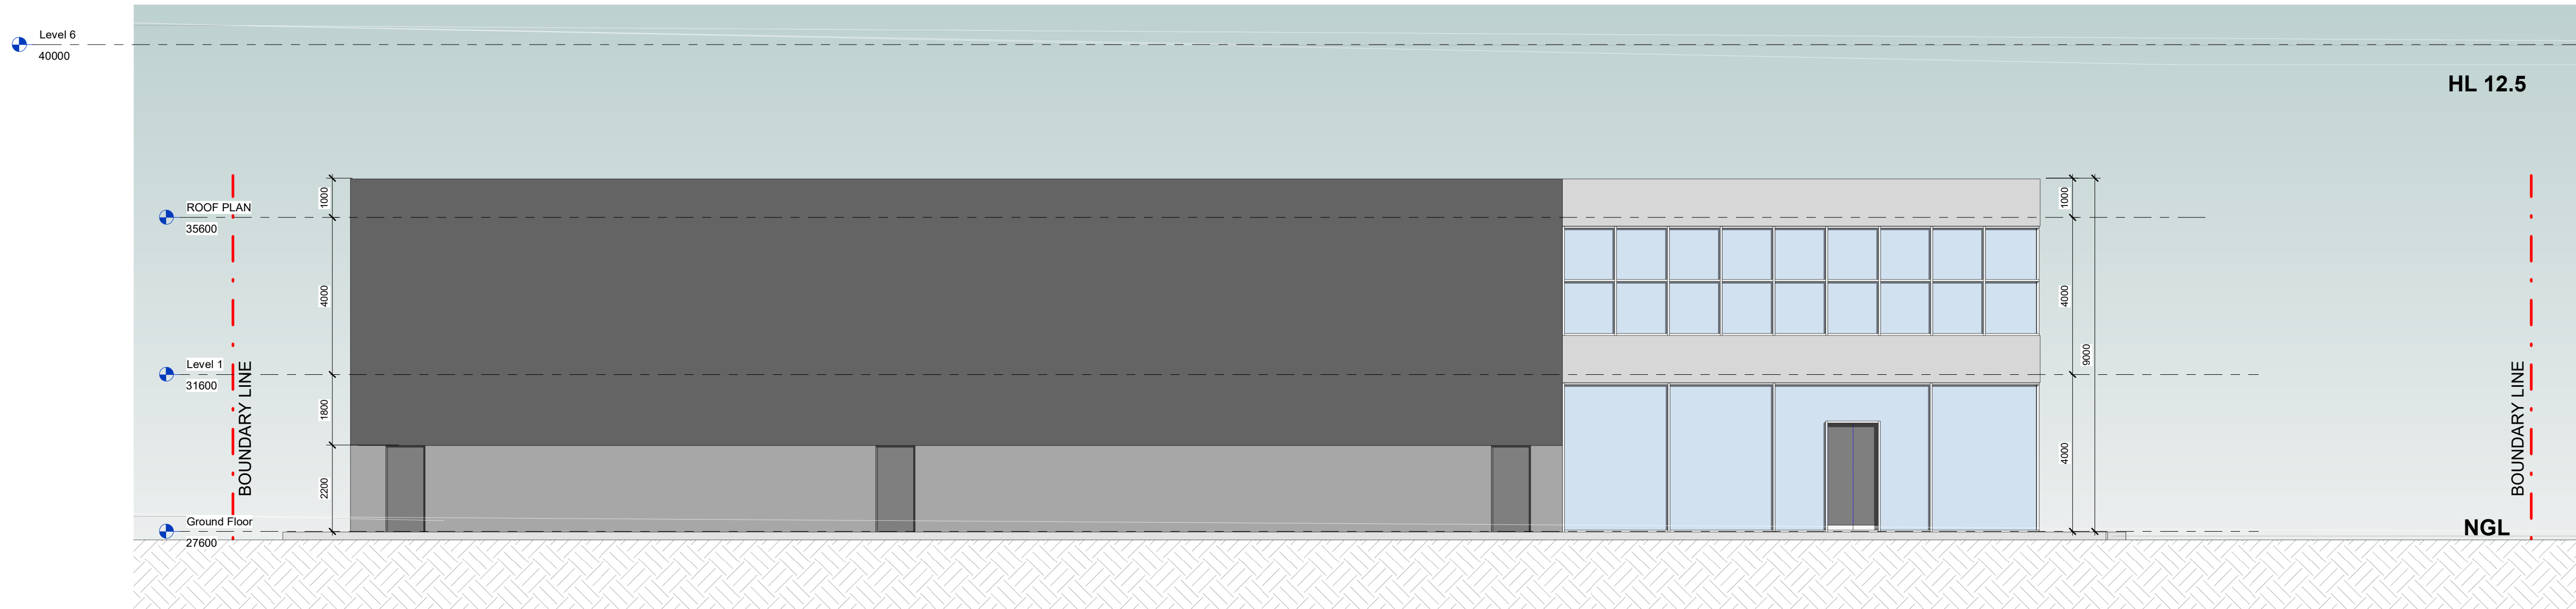 Level 6
40000
HL 12.5
ROOF PLAN
35600
1000
1000
4000
4000
9000
Level 1
31600
BOUNDARY LINE
BOUNDARY LINE
1800
4000
2200
Ground Floor
27600
NGL